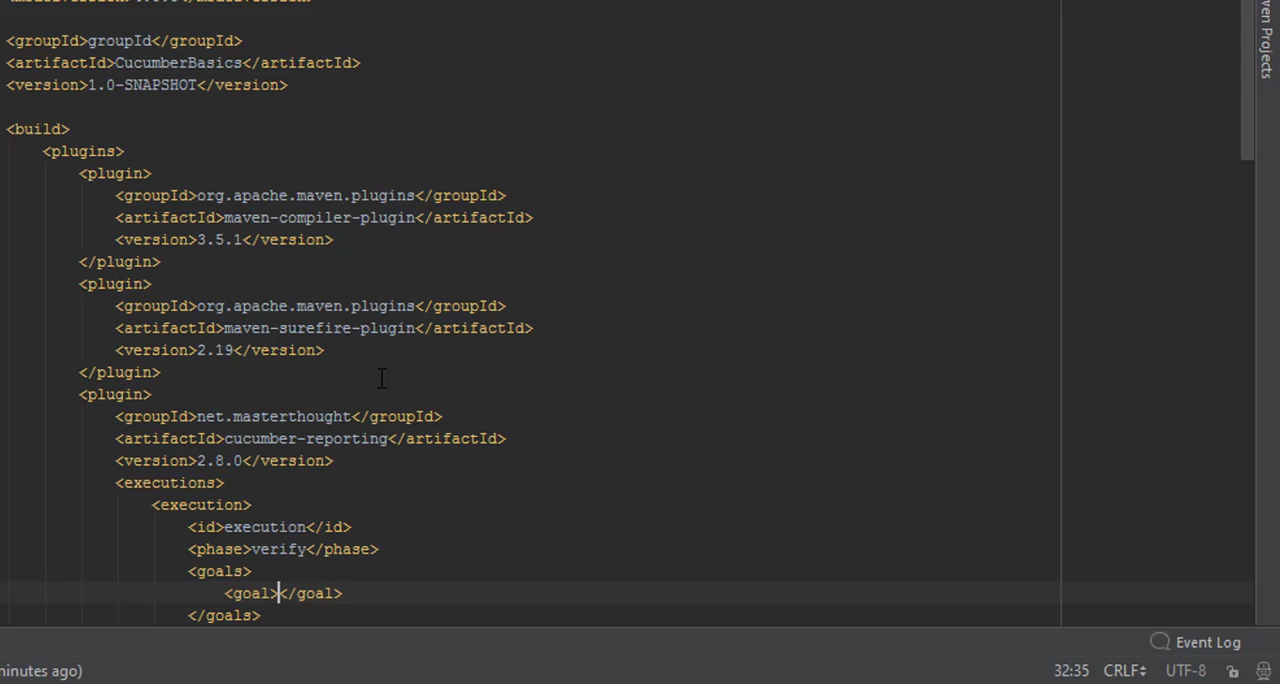 <groupId>groupId</groupId>
<artifactId>CucumberBasics</artifactId>
<version>1.0-SNAPSHOT</version>
<build>
<plugins>
<plugin>
<groupId>org.apache.maven.plugins</groupId>
<artifactId>maven-compiler-plugin</artifactId>
<version>3.5.1</version>
</plugin>
<plugin>
<groupId>org.apache.maven.plugins</groupId>
<artifactId>maven-surefire-plugin</artifactId>
<version>2.19</version>
</plugin>
<plugin>
<groupId>net.masterthought</groupId>
<artifactId>cucumber-reporting</artifactId>
<version>2.8.0</version>
<executions>
<execution>
<id>execution</id>
<phase>verify</phase>
<goals>
<goal></goal>
</goals>
ven Projects
Event Log
minutes ago)
32:35 CRLF UTF-8